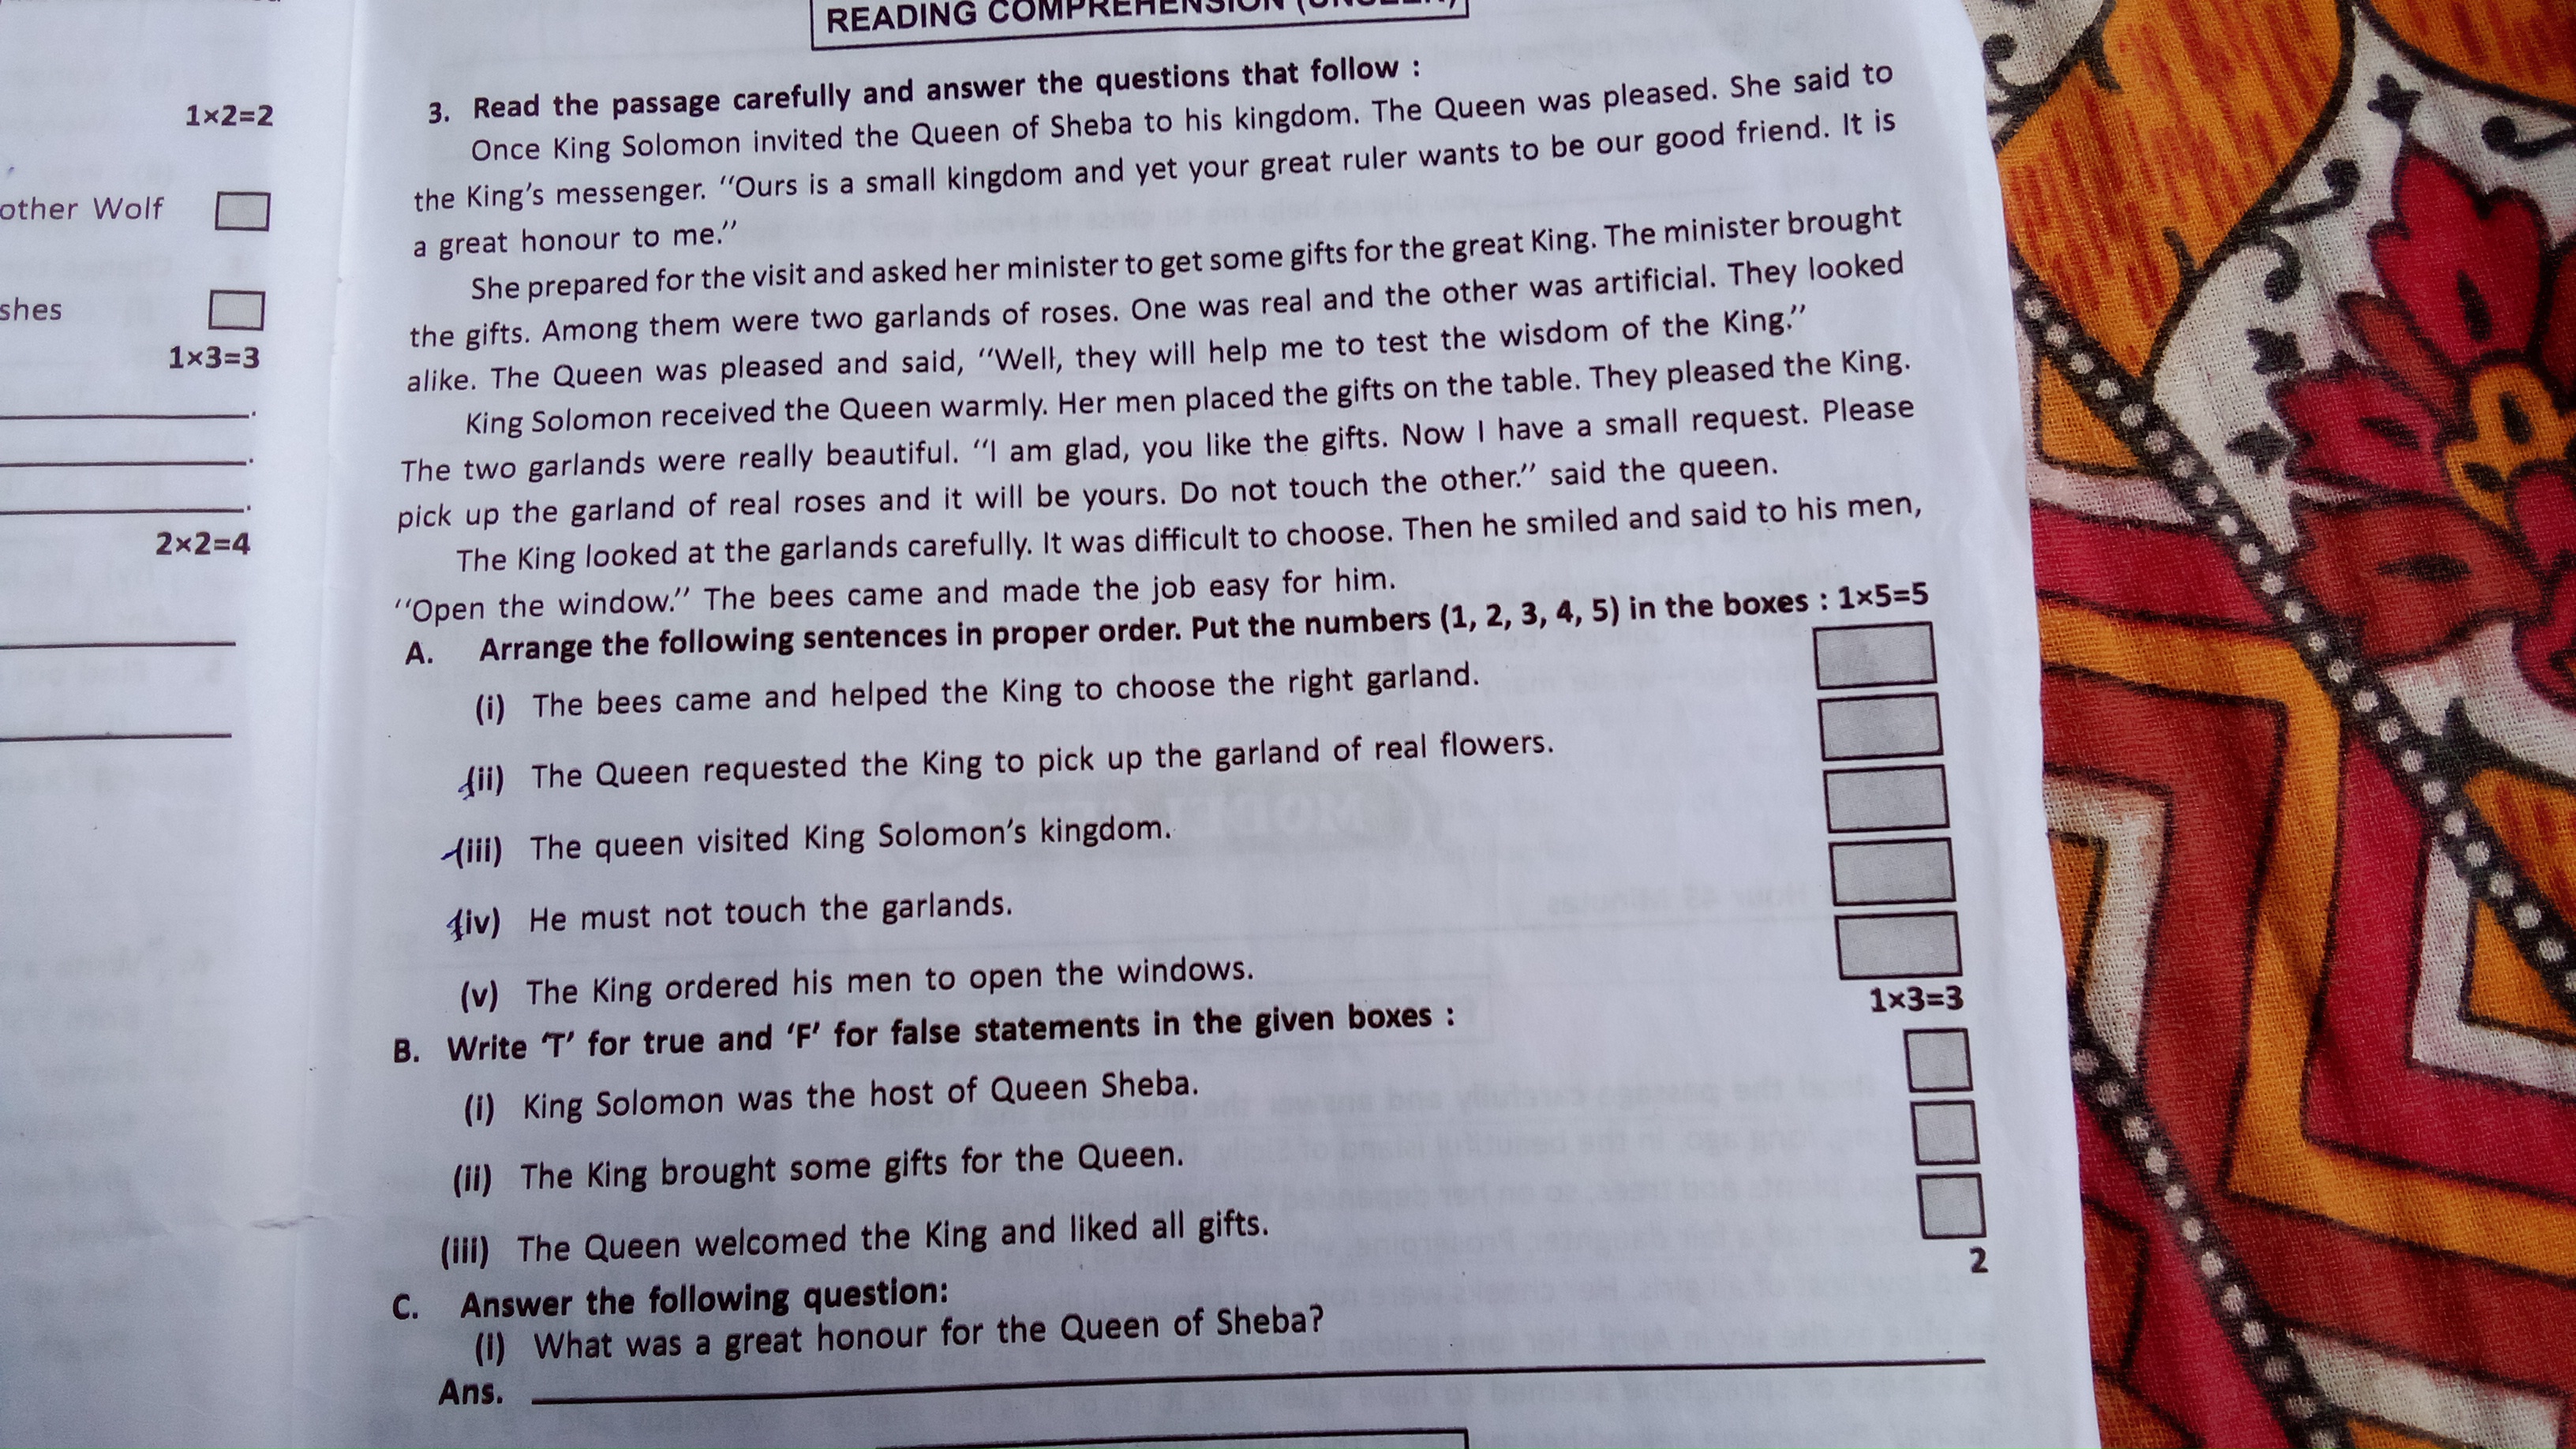 1×2=2
other Wolf
shes
1×3=3
2×2=4
READING COMPREHENSION
3. Read the passage carefully and answer the questions that follow :
Once King Solomon invited the Queen of Sheba to his kingdom. The Queen was pleased. She said to
the King's messenger. "Ours is a small kingdom and yet your great ruler wants to be our good friend. It is
a great honour to me."
She prepared for the visit and asked her minister to get some gifts for the great King. The minister brought
the gifts. Among them were two garlands of roses. One was real and the other was artificial. They looked
alike. The Queen was pleased and said, "Well, they will help me to test the wisdom of the King."
King Solomon received the Queen warmly. Her men placed the gifts on the table. They pleased the King.
The two garlands were really beautiful. "I am glad, you like the gifts. Now I have a small request. Please
pick up the garland of real roses and it will be yours. Do not touch the other." said the queen.
The King looked at the garlands carefully. It was difficult to choose. Then he smiled and said to his men,
"Open the window." The bees came and made the job easy for him.
A. Arrange the following sentences in proper order. Put the numbers (1, 2, 3, 4, 5) in the boxes : 1×5=5
(i) The bees came and helped the King to choose the right garland.
(ii) The Queen requested the King to pick up the garland of real flowers.
(iii) The queen visited King Solomon's kingdom.
(iv) He must not touch the garlands.
(v) The King ordered his men to open the windows.
B. Write 'T' for true and 'F' for false statements in the given boxes : 1×3=3
(i) King Solomon was the host of Queen Sheba.
(ii) The King brought some gifts for the Queen.
(iii) The Queen welcomed the King and liked all gifts.
C. Answer the following question: 2
(i) What was a great honour for the Queen of Sheba?
Ans.